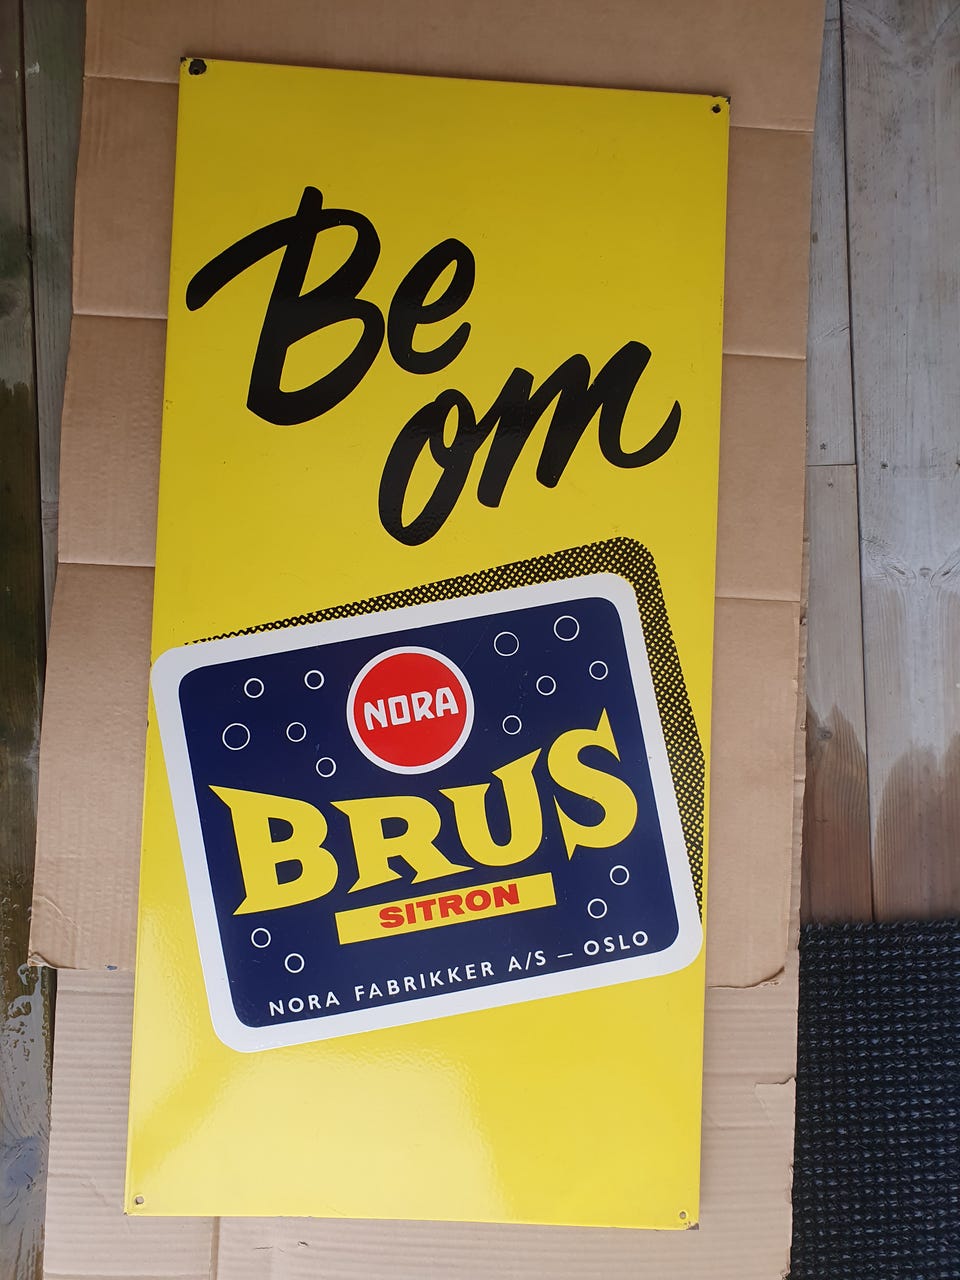 Be
om
NORA
BRUS
SITRON
NORA FABRIKKER A/S — OSLO